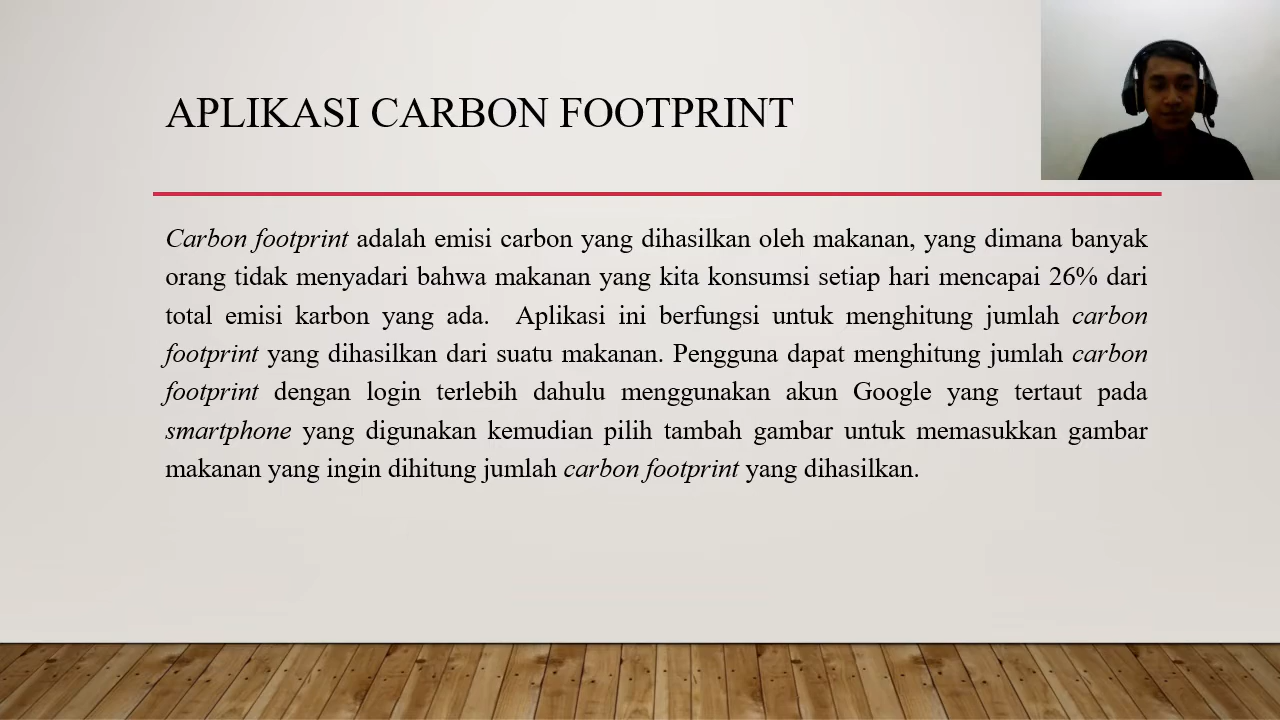 APLIKASI CARBON FOOTPRINT
Carbon footprint adalah emisi carbon yang dihasilkan oleh makanan, yang dimana banyak
orang tidak menyadari bahwa makanan yang kita konsumsi setiap hari mencapai 26% dari
total emisi karbon yang ada.  Aplikasi ini berfungsi untuk menghitung jumlah carbon
footprint yang dihasilkan dari suatu makanan. Pengguna dapat menghitung jumlah carbon
footprint dengan login terlebih dahulu menggunakan akun Google yang tertaut pada
smartphone yang digunakan kemudian pilih tambah gambar untuk memasukkan gambar
makanan yang ingin dihitung jumlah carbon footprint yang dihasilkan.